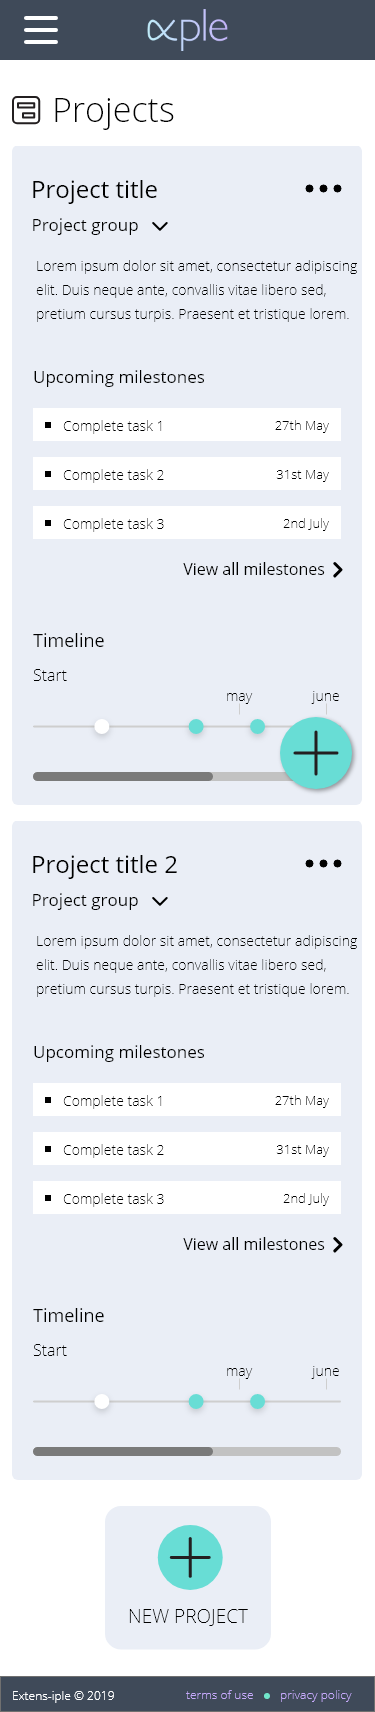 αple
Projects
Project title
Project group
Lorem ipsum dolor sit amet, consectetur adipiscing
elit. Duis neque ante, convallis vitae libero sed,
pretium cursus turpis. Praesent et tristique lorem.
Upcoming milestones
Complete task 1 27th May
Complete task 2 31st May
Complete task 3 2nd July
View all milestones
Timeline
Start
may june
Project title 2
Project group
Lorem ipsum dolor sit amet, consectetur adipiscing
elit. Duis neque ante, convallis vitae libero sed,
pretium cursus turpis. Praesent et tristique lorem.
Upcoming milestones
Complete task 1 27th May
Complete task 2 31st May
Complete task 3 2nd July
View all milestones
Timeline
Start
may june
NEW PROJECT
Extens-iple © 2019 terms of use privacy policy